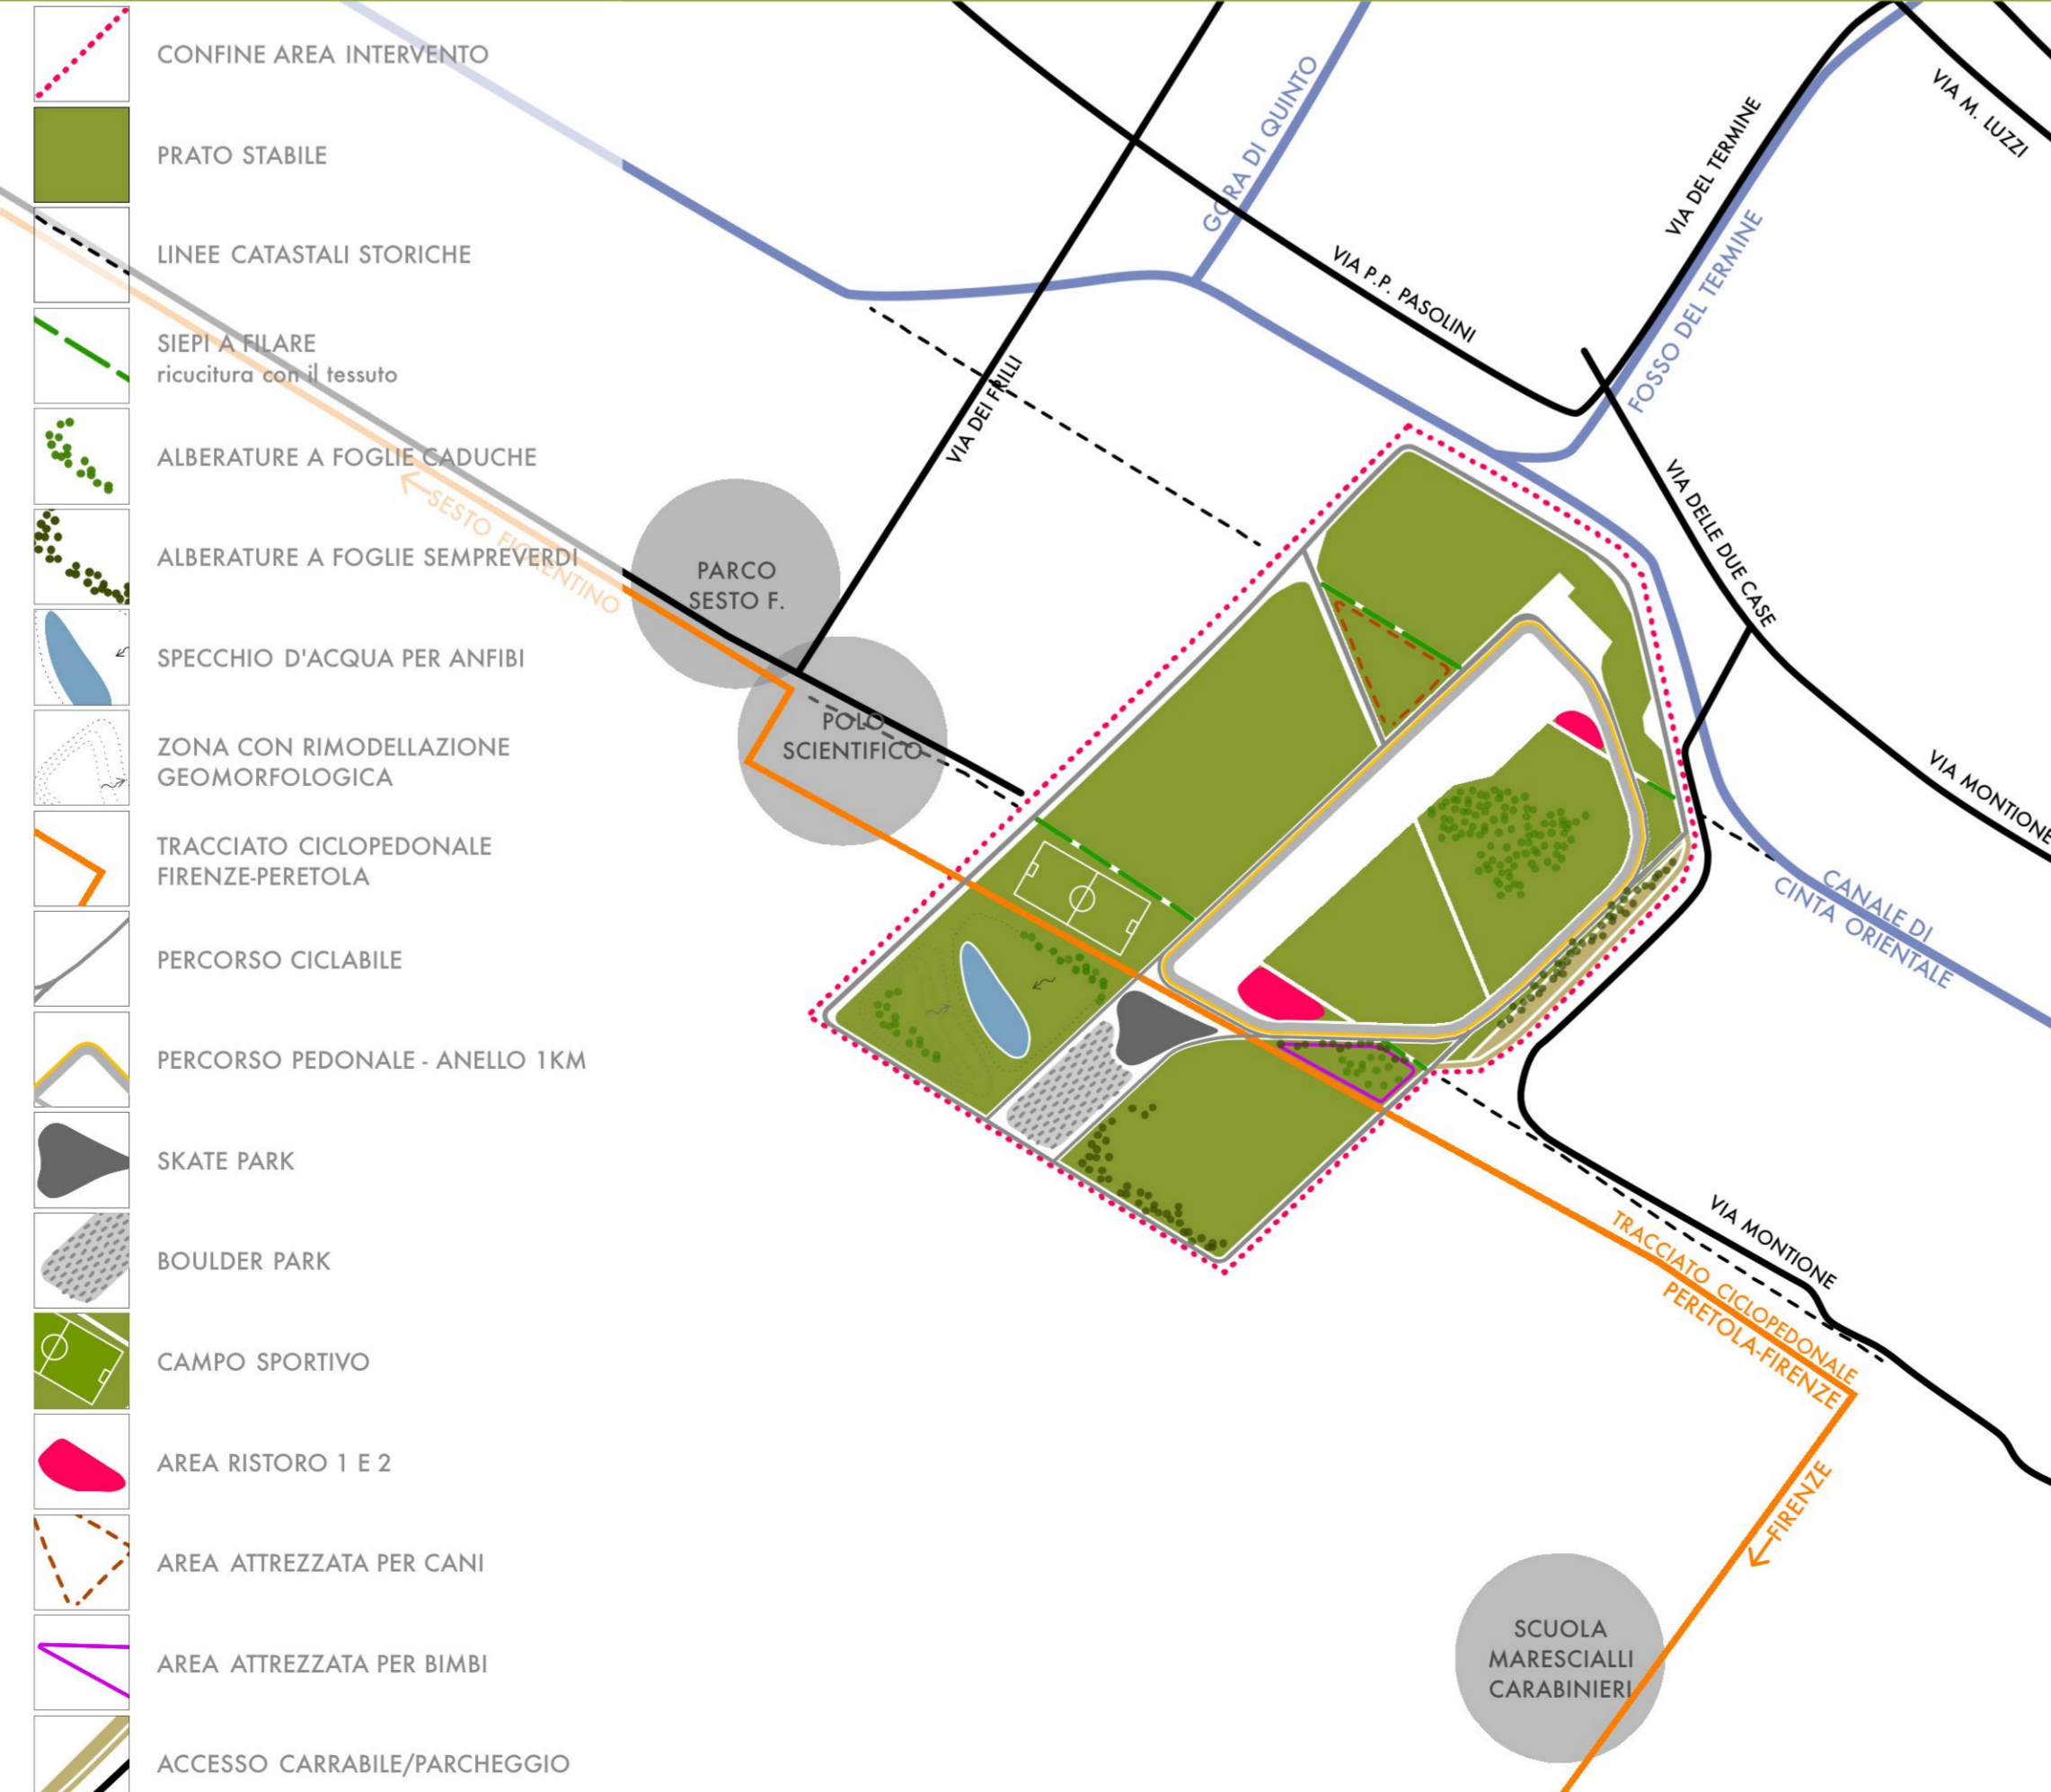 CONFINE AREA INTERVENTO
PRATO STABILE
LINEE CATASTALI STORICHE
SIEPI A FILARE
ricucitura con il tessuto
ALBERATURE A FOGLIE CADUCHE
ALBERATURE A FOGLIE SEMPREVERDI
SPECCHIO D'ACQUA PER ANFIBI
ZONA CON RIMODELLAZIONE
GEOMORFOLOGICA
TRACCIATO CICLOPEDONALE
FIRENZE-PERETOLA
PERCORSO CICLABILE
PERCORSO PEDONALE - ANELLO 1KM
SKATE PARK
BOULDER PARK
CAMPO SPORTIVO
AREA RISTORO 1 E 2
AREA ATTREZZATA PER CANI
AREA ATTREZZATA PER BIMBI
ACCESSO CARRABILE/PARCHEGGIO
SESTO FIORENTINO
PARCO
SESTO F.
POLO
SCIENTIFICO
VIA DEI FRILLI
GORA DI QUINTO
VIA P.P. PASOLINI
VIA DEL TERMINE
FOSSO DEL TERMINE
VIA M. LUZZI
VIA DELLE DUE CASE
VIA MONTIONE
CANALE DI
CINTA ORIENTALE
VIA MONTIONE
TRACCIATO CICLOPEDONALE
PERETOLA-FIRENZE
FIRENZE
SCUOLA
MARESCIALLI
CARABINIERI